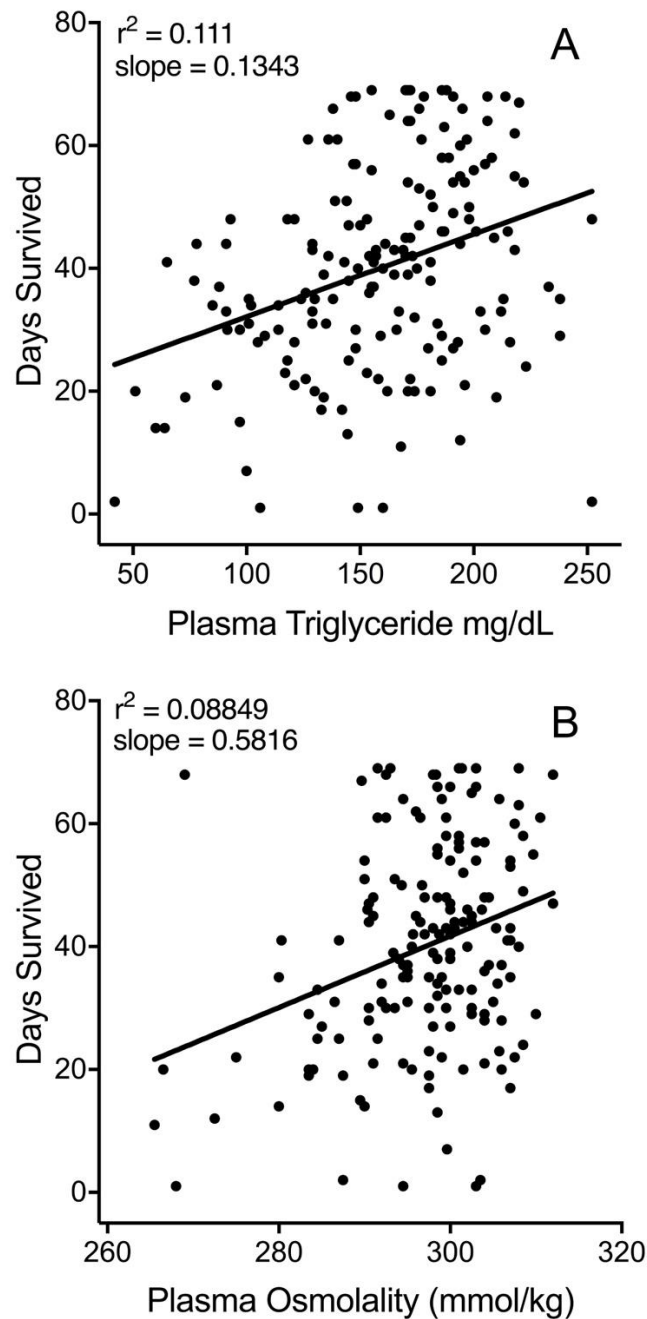 80
r² = 0.111
slope = 0.1343
A
60
40
20
0
Days Survived
50 100 150 200 250
Plasma Triglyceride mg/dL
80
r² = 0.08849
slope = 0.5816
B
60
40
20
0
Days Survived
260 280 300 320
Plasma Osmolality (mmol/kg)